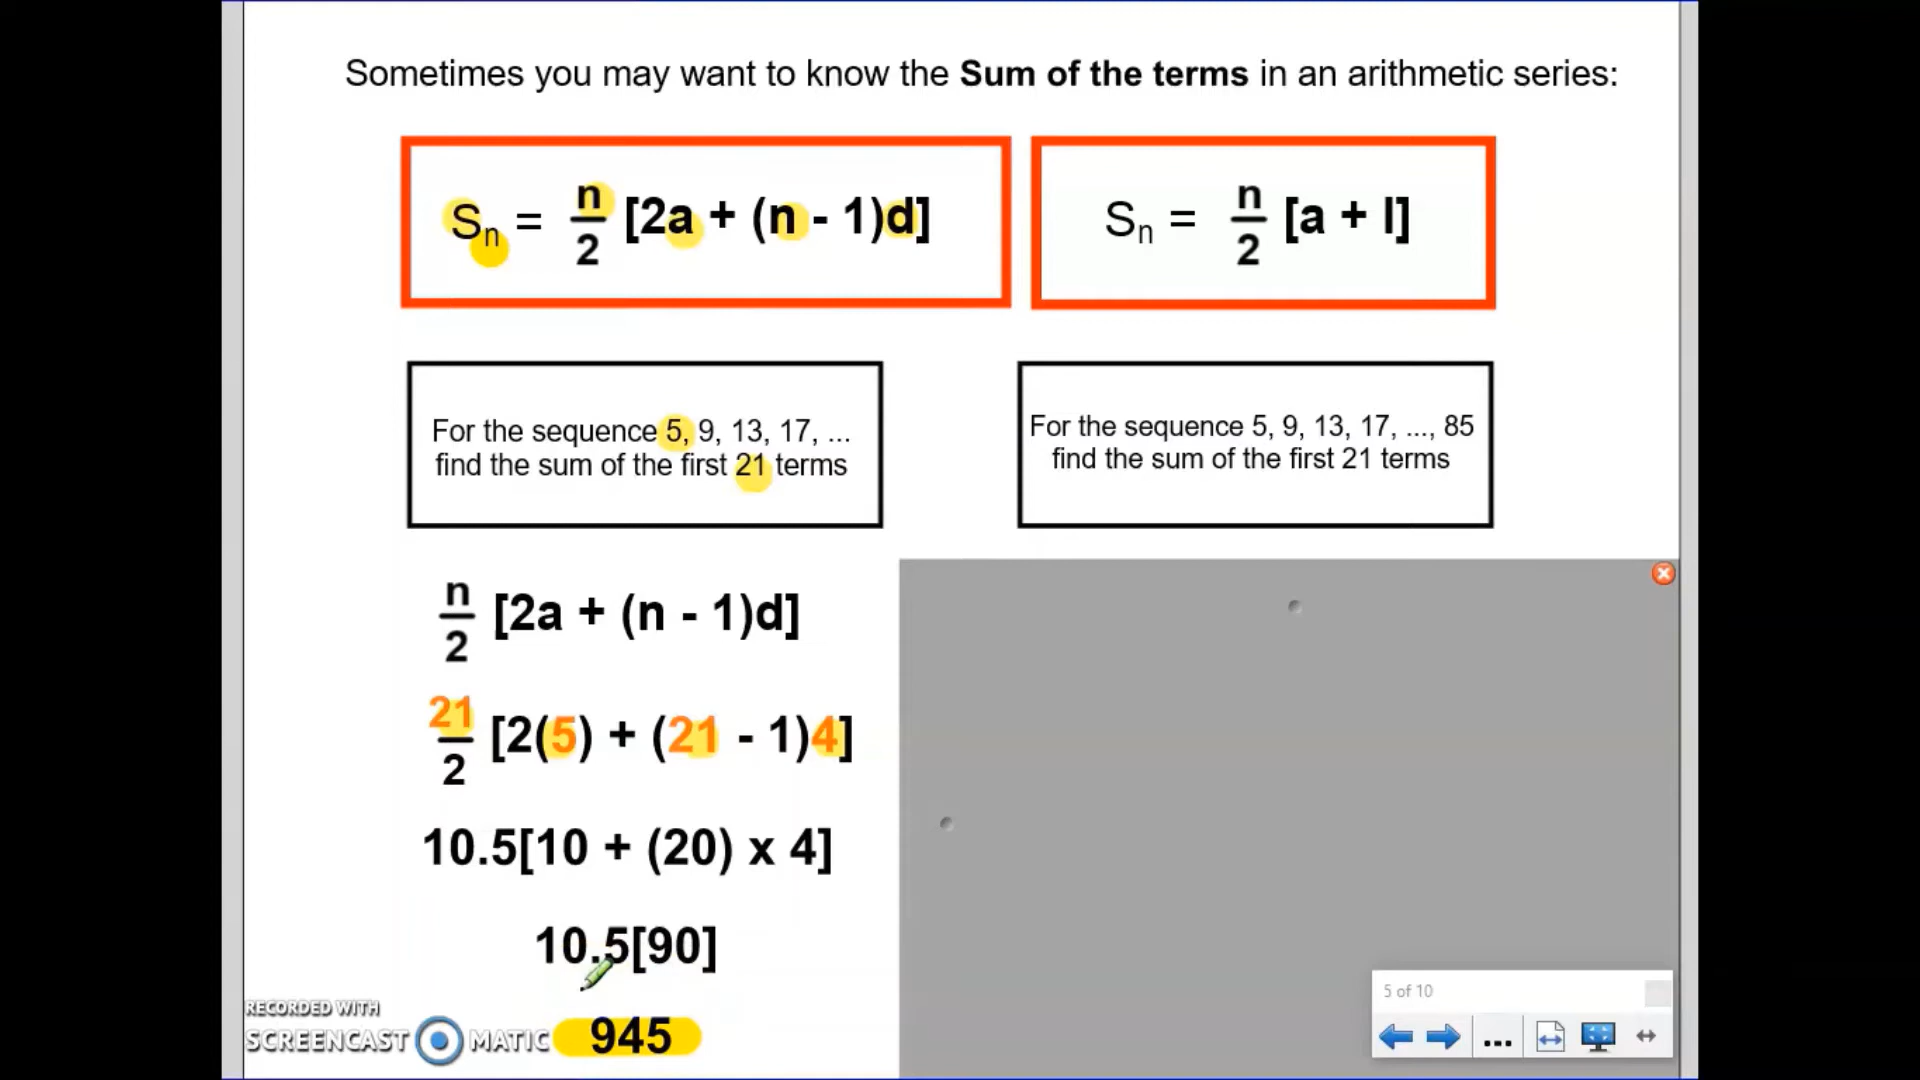 Sometimes you may want to know the Sum of the terms in an arithmetic series:
Sn = n/2 [2a + (n - 1)d]
Sn = n/2 [a + l]
For the sequence 5, 9, 13, 17, ...
find the sum of the first 21 terms
For the sequence 5, 9, 13, 17, ..., 85
find the sum of the first 21 terms
n/2 [2a + (n - 1)d]
21/2 [2(5) + (21 - 1)4]
10.5[10 + (20) x 4]
10.5[90]
945
RECORDED WITH
SCREENCAST MATIC
5 of 10
...